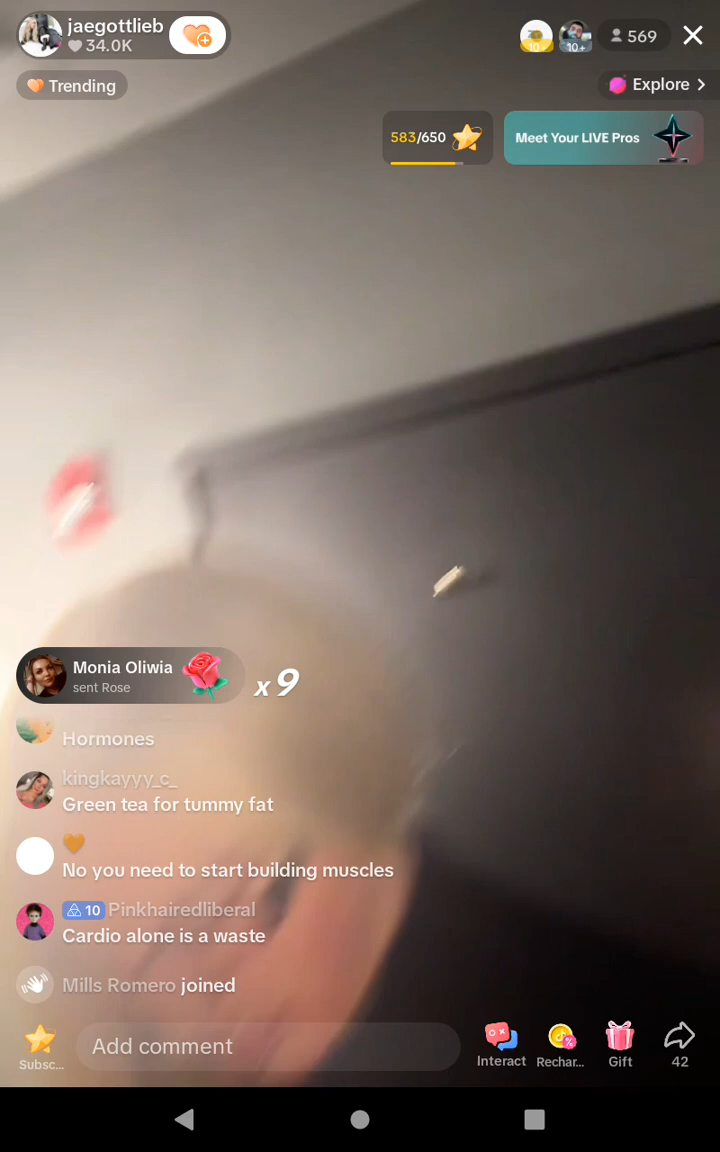 jaegottlieb
34.0K
10+
10+
569
Trending
Explore
583/650
Meet Your LIVE Pros
Monia Oliwia
sent Rose
x 9
Hormones
kingkayyy_c_
Green tea for tummy fat
🧡
No you need to start building muscles
10 Pinkhairedliberal
Cardio alone is a waste
Mills Romero joined
Subsc...
Add comment
Interact
Rechar...
Gift
42